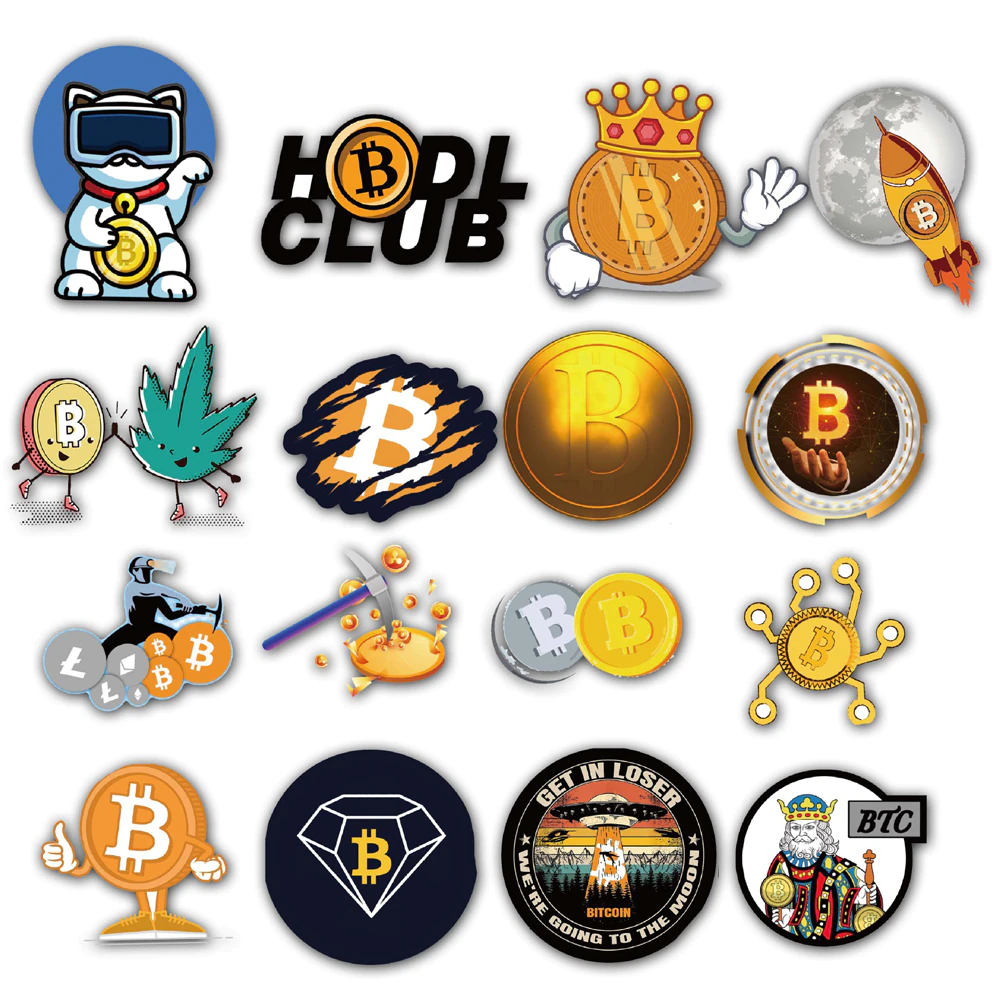 HODL
CLUB
GET IN LOSER
BITCOIN
WE'RE GOING TO THE MOON
BTC